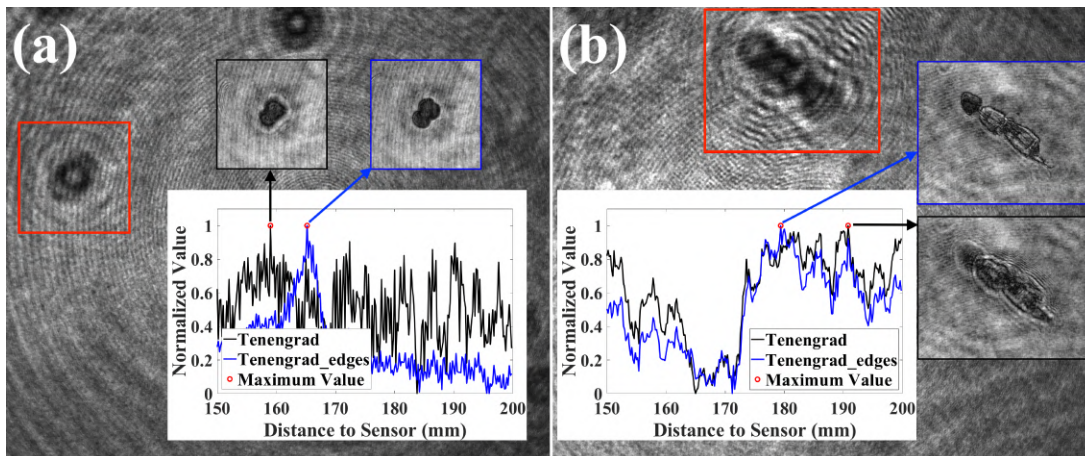 (a)
Normalized Value
1
0.8
0.6
0.4
0.2
0
Tenengrad
Tenengrad_edges
Maximum Value
150 160 170 180 190 200
Distance to Sensor (mm)
(b)
Normalized Value
1
0.8
0.6
0.4
0.2
0
Tenengrad
Tenengrad_edges
Maximum Value
150 160 170 180 190 200
Distance to Sensor (mm)